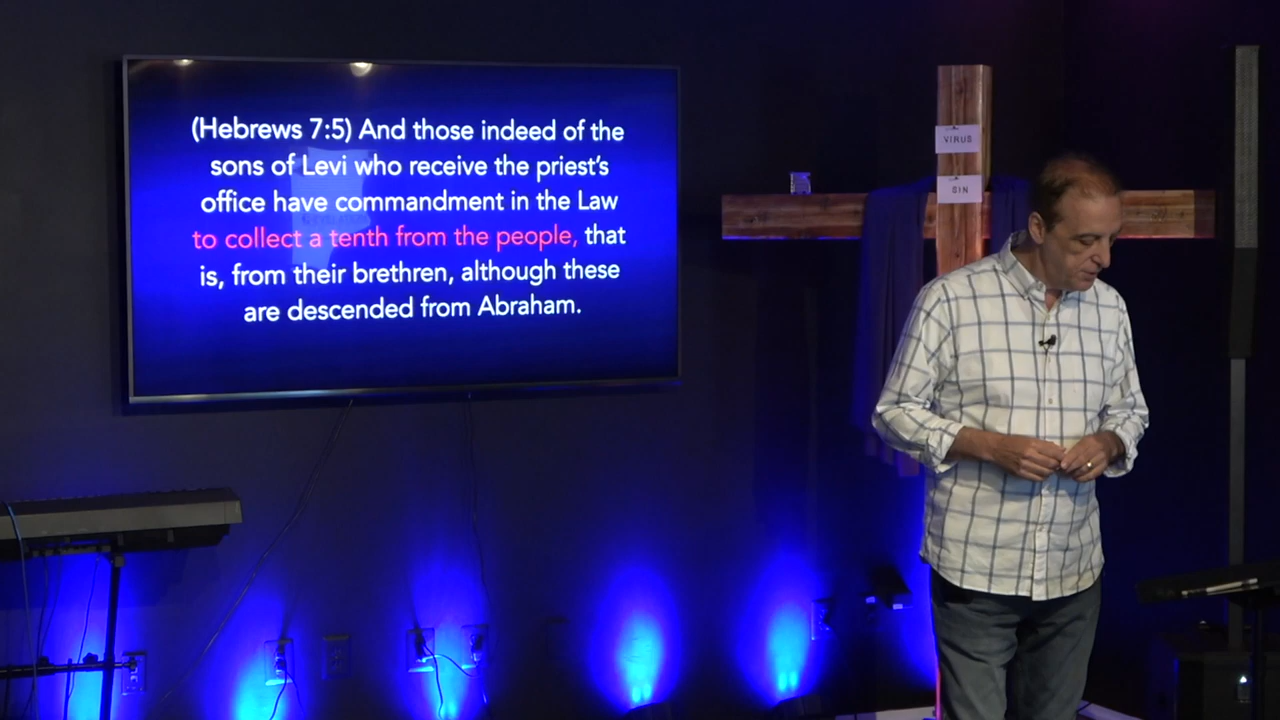 (Hebrews 7:5) And those indeed of the
sons of Levi who receive the priest's
office have commandment in the Law
to collect a tenth from the people, that
is, from their brethren, although these
are descended from Abraham.
VIRUS
SIN